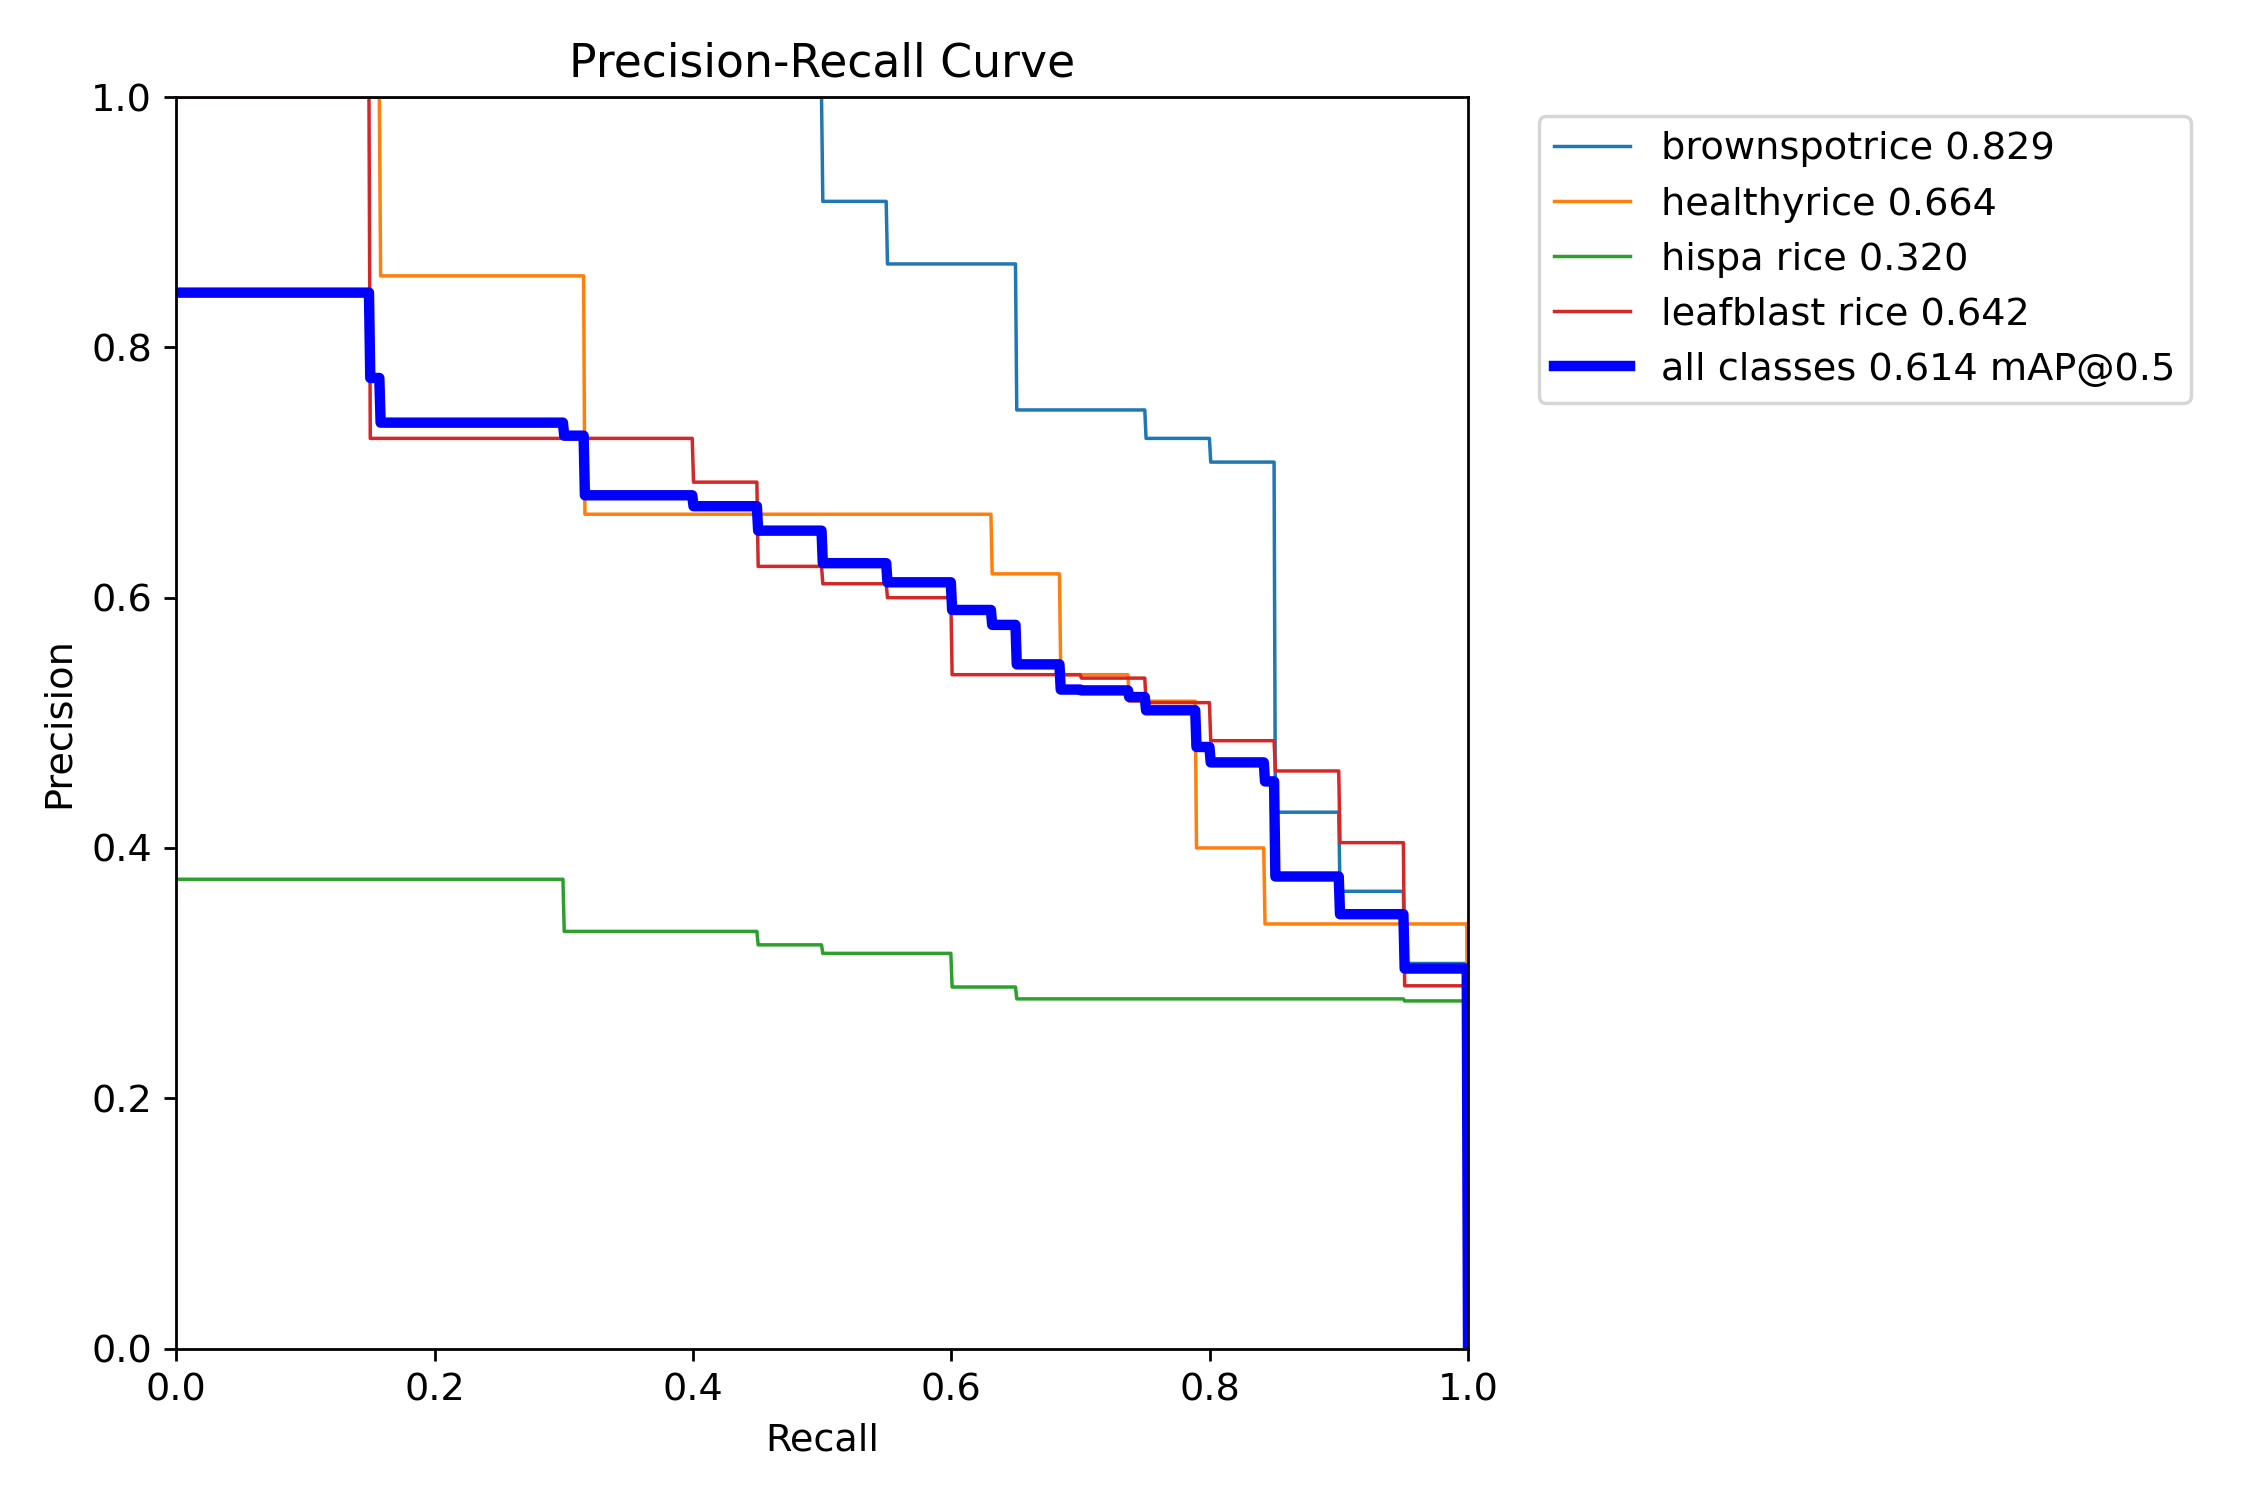 Precision-Recall Curve
1.0
0.8
0.6
0.4
0.2
0.0
Precision
0.0 0.2 0.4 0.6 0.8 1.0
Recall
brownspotrice 0.829
healthyrice 0.664
hispa rice 0.320
leafblast rice 0.642
all classes 0.614 mAP@0.5